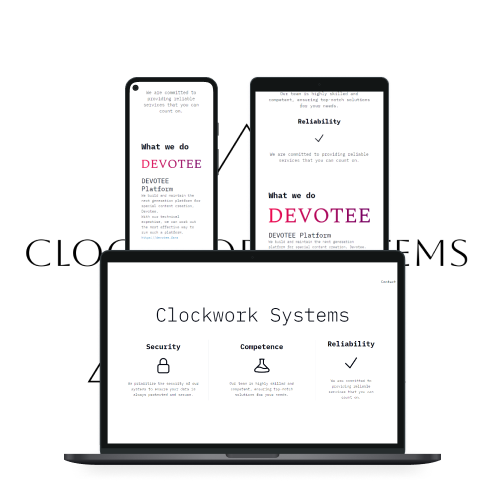 We are committed to
providing reliable
services that you can
count on.
What we do
DEVOTEE
DEVOTEE
Platform
We build and maintain the
next generation platform for
special content creation,
Devotee.
With our technical
expertise, we can seek out
the most effective way to
run such a platform.
Our team is highly skilled and
competent, ensuring top-notch solutions
for your needs.
Reliability
We are committed to providing reliable
services that you can count on.
What we do
DEVOTEE
DEVOTEE Platform
We build and maintain the next generation
platform for special content creation, Devotee.
CLOC
EMS
Contact
Clockwork Systems
Security
We prioritize the security of our
systems to ensure your data is
always protected and secure.
Competence
Our team is highly skilled and
competent, ensuring top-notch
solutions for your needs.
Reliability
We are committed to
providing reliable
services that you can
count on.